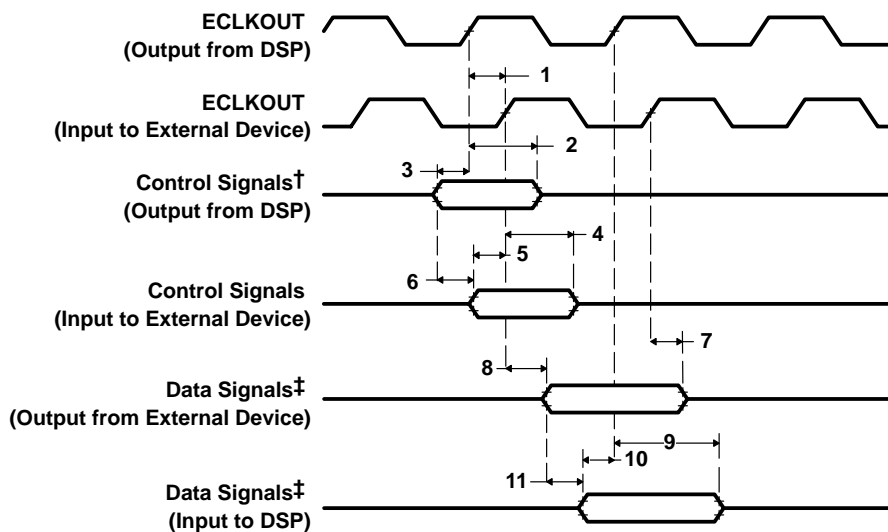 ECLKOUT
(Output from DSP)
1
ECLKOUT
(Input to External Device)
2
3
Control Signals†
(Output from DSP)
4
5
6
Control Signals
(Input to External Device)
7
8
Data Signals‡
(Output from External Device)
9
10
11
Data Signals‡
(Input to DSP)